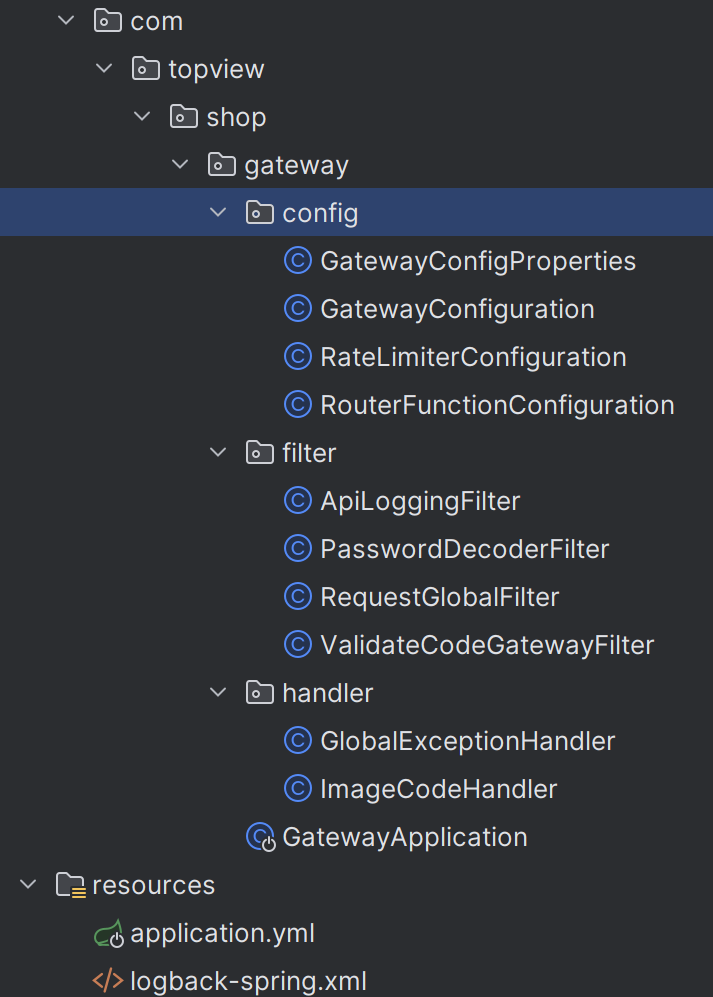 com
topview
shop
gateway
config
GatewayConfigProperties
GatewayConfiguration
RateLimiterConfiguration
RouterFunctionConfiguration
filter
ApiLoggingFilter
PasswordDecoderFilter
RequestGlobalFilter
ValidateCodeGatewayFilter
handler
GlobalExceptionHandler
ImageCodeHandler
GatewayApplication
resources
application.yml
logback-spring.xml